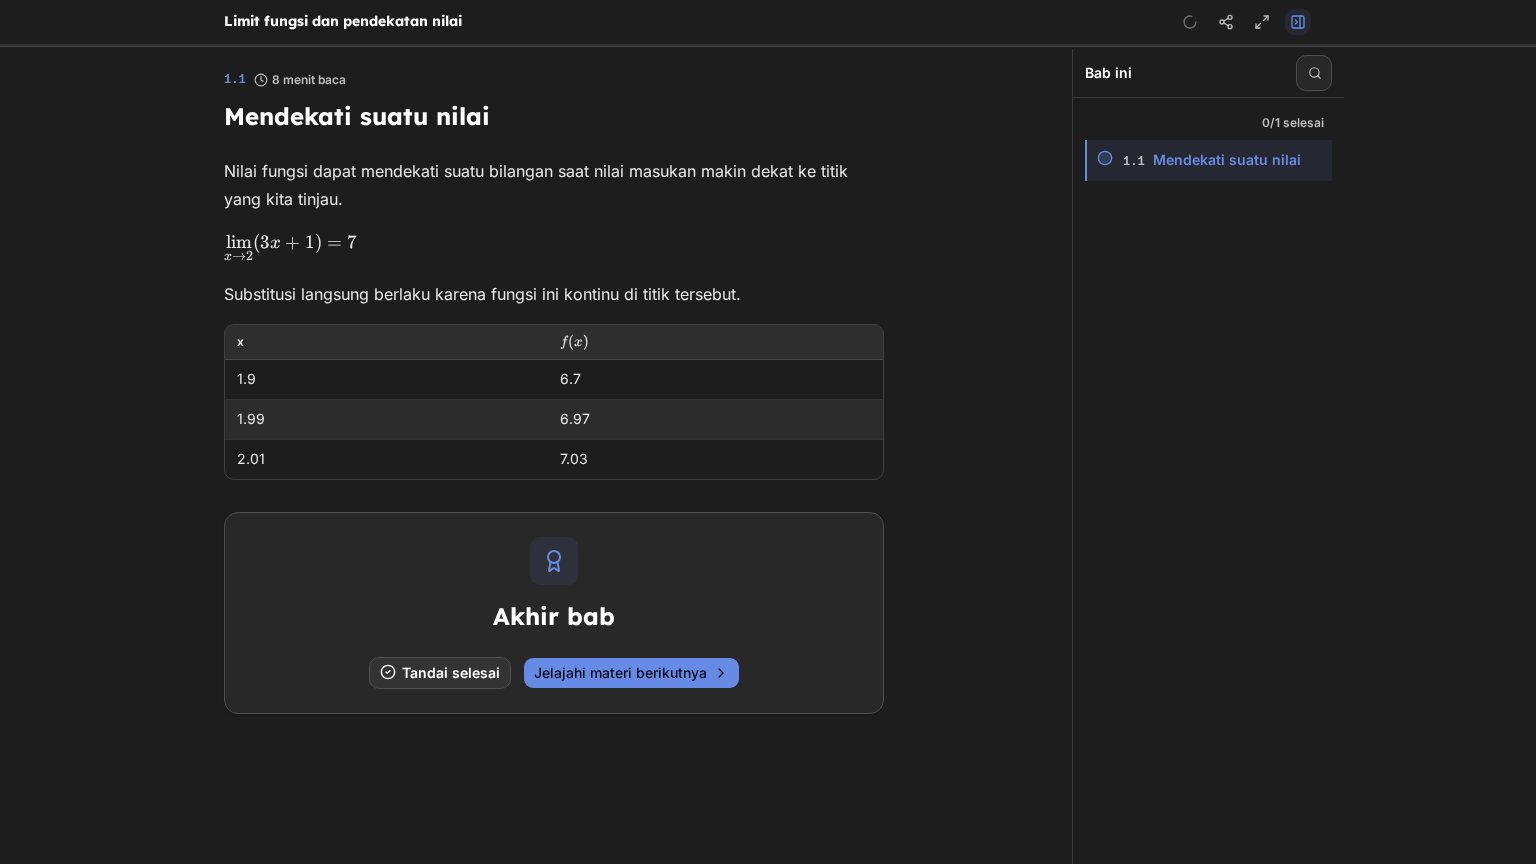 Limit fungsi dan pendekatan nilai
1.1 8 menit baca
Mendekati suatu nilai
Nilai fungsi dapat mendekati suatu bilangan saat nilai masukan makin dekat ke titik
yang kita tinjau.
lim x→2 (3x + 1) = 7
Substitusi langsung berlaku karena fungsi ini kontinu di titik tersebut.
x f(x)
1.9 6.7
1.99 6.97
2.01 7.03
Akhir bab
Tandai selesai Jelajahi materi berikutnya
Bab ini
0/1 selesai
1.1 Mendekati suatu nilai